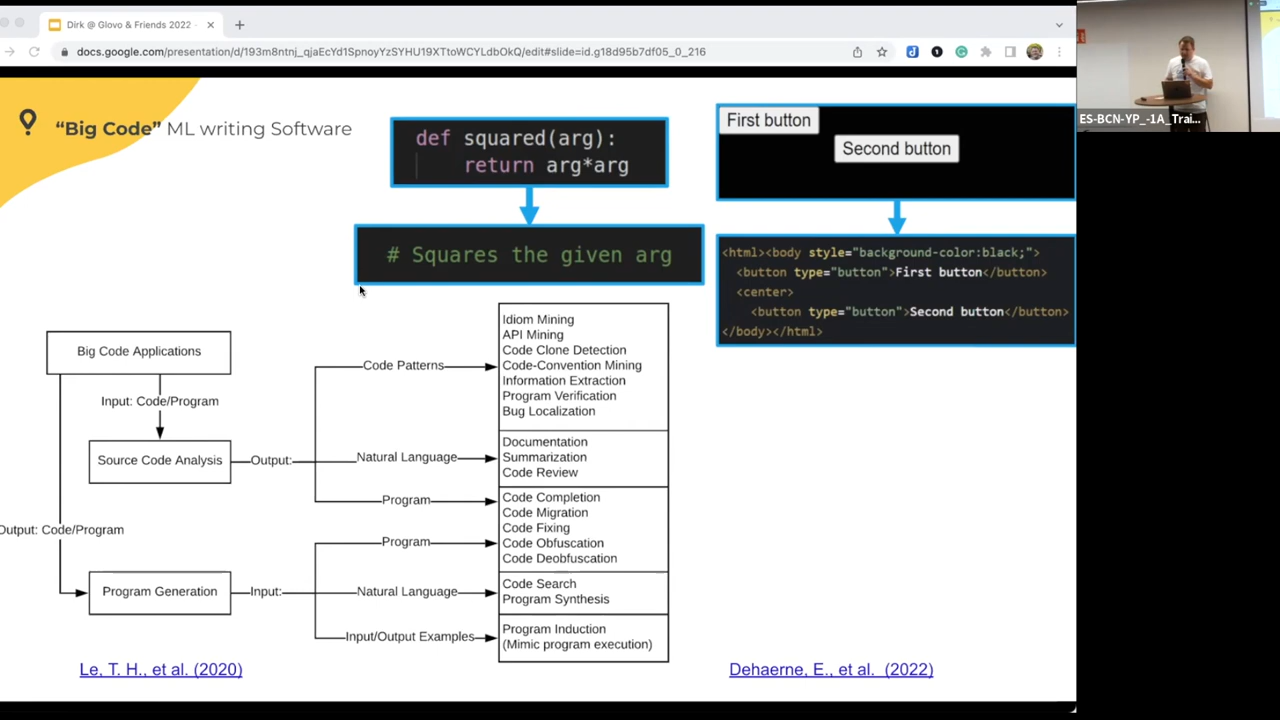 Dirk @ Glovo & Friends 2022
docs.google.com/presentation/d/193m8ntnj_qjaEcYd1SpnoyYzSYHU19XToWCYLdbOkQ/edit#slide=id.g18d95b7df05_0_216
ES-BCN-YP_-1A_Trai...
“Big Code” ML writing Software
def squared(arg):
return arg*arg
# Squares the given arg
First button
Second button
<html><body style="background-color:black;">
<button type="button">First button</button>
<center>
<button type="button">Second button</button>
</body></html>
Big Code Applications
Input: Code/Program
Source Code Analysis
Output:
Code Patterns
Idiom Mining
API Mining
Code Clone Detection
Code-Convention Mining
Information Extraction
Program Verification
Bug Localization
Natural Language
Documentation
Summarization
Code Review
Program
Code Completion
Code Migration
Code Fixing
Code Obfuscation
Code Deobfuscation
Output: Code/Program
Program Generation
Input:
Program
Natural Language
Code Search
Program Synthesis
Input/Output Examples
Program Induction
(Mimic program execution)
Le, T. H., et al. (2020)
Dehaerne, E., et al. (2022)